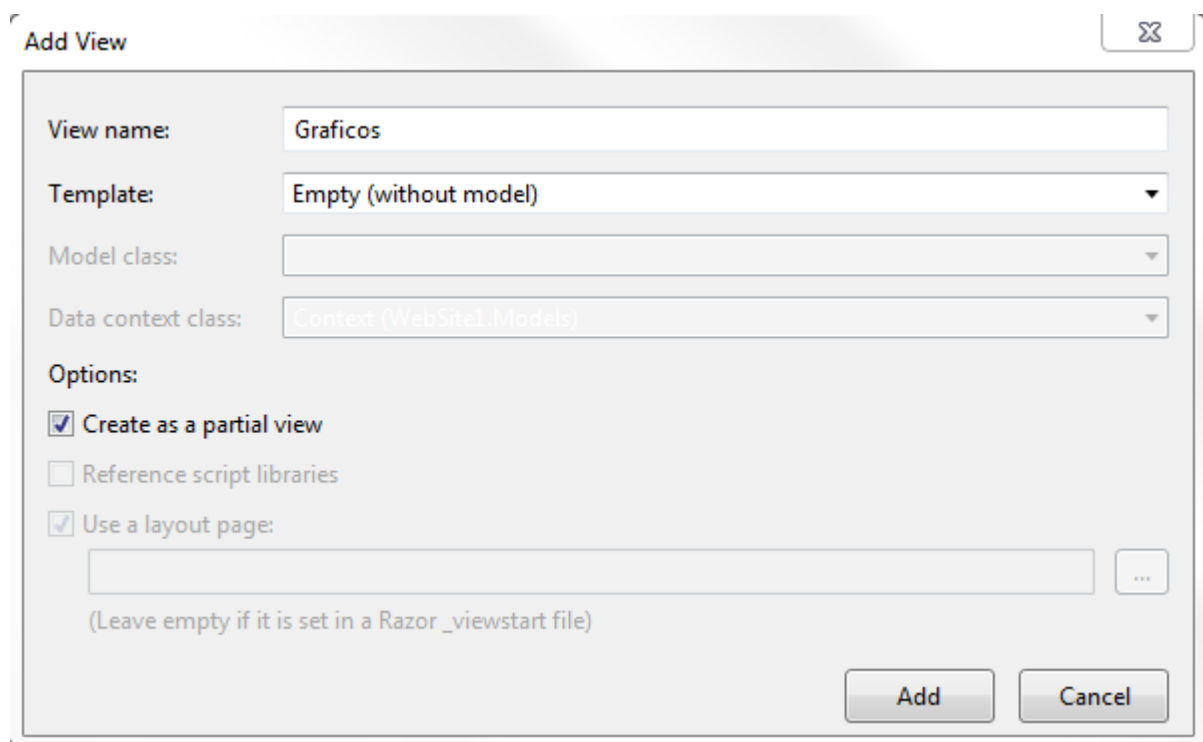 Add View
View name: Graficos
Template: Empty (without model)
Model class:
Data context class: Context (WebSite1.Models)
Options:
Create as a partial view
Reference script libraries
Use a layout page:
...
(Leave empty if it is set in a Razor _viewstart file)
Add Cancel